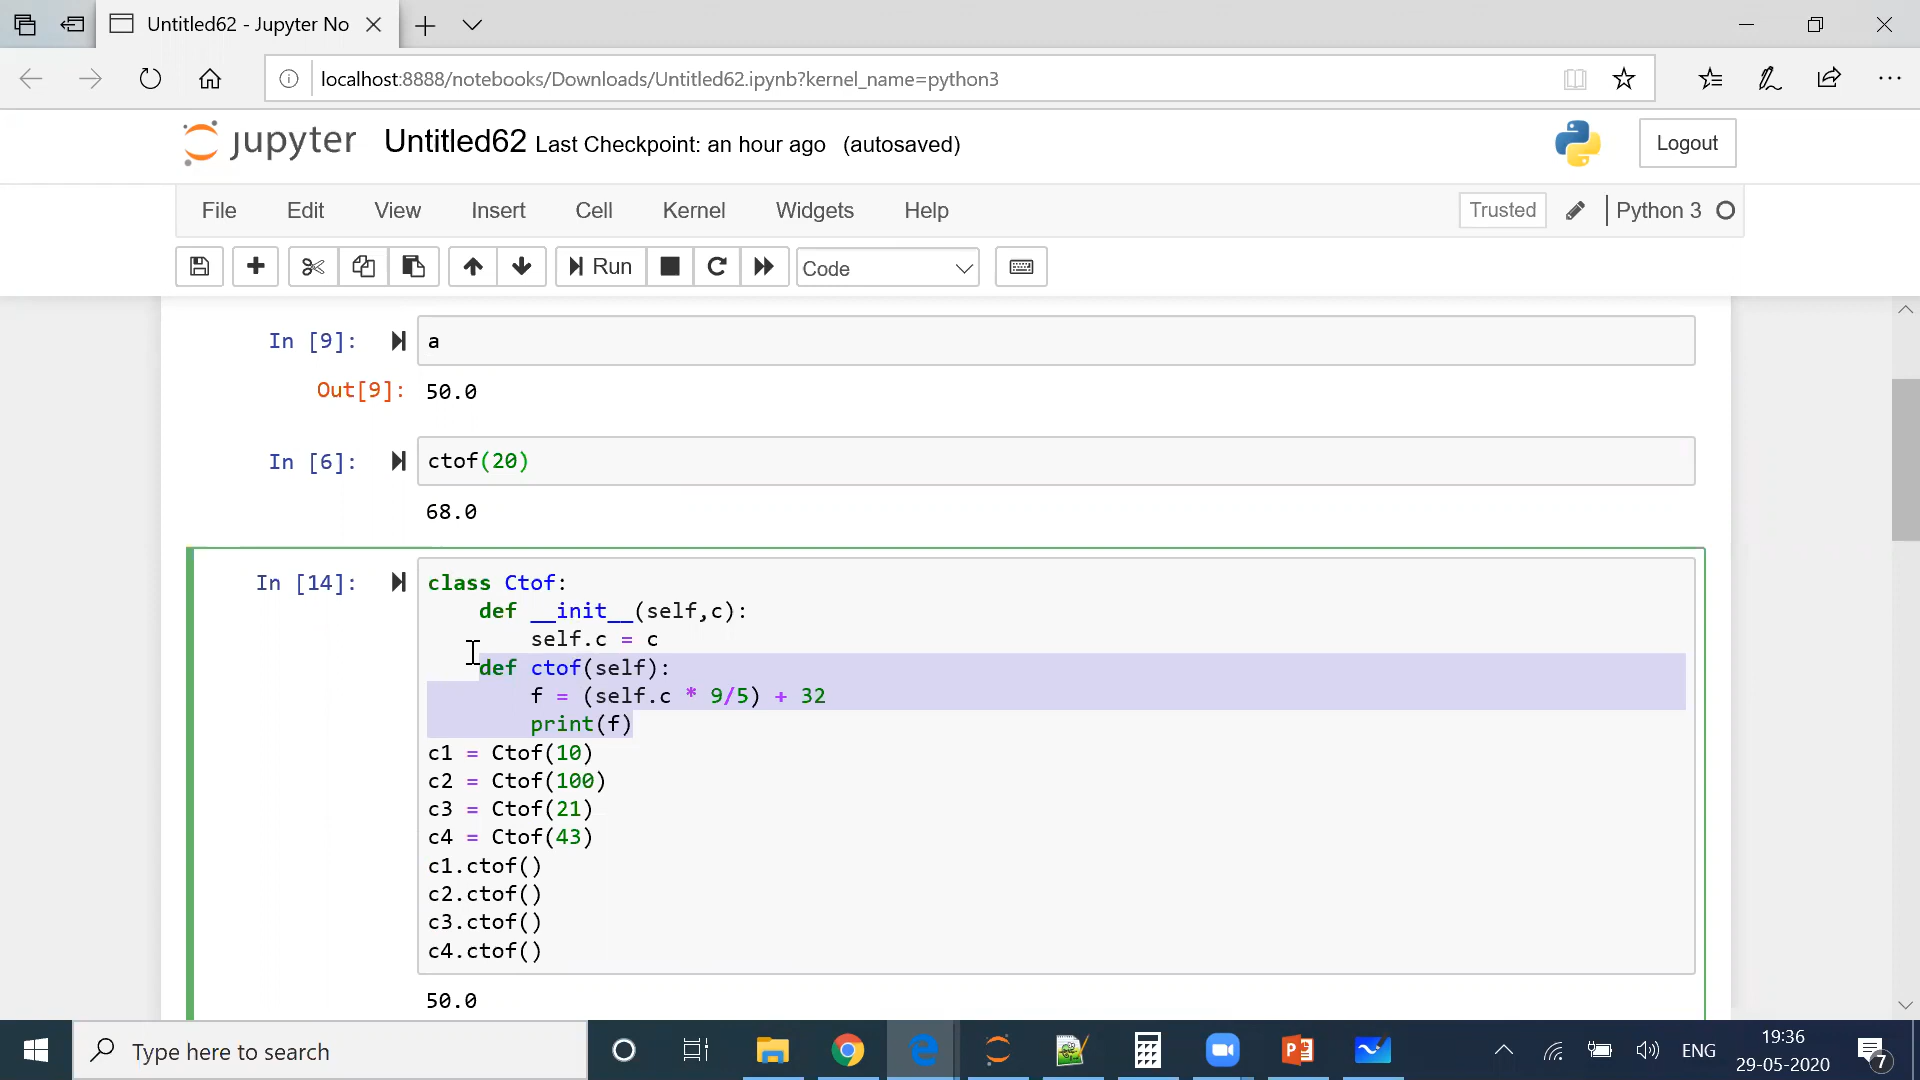 Untitled62 - Jupyter No
localhost:8888/notebooks/Downloads/Untitled62.ipynb?kernel_name=python3
jupyter Untitled62 Last Checkpoint: an hour ago (autosaved)
Logout
File Edit View Insert Cell Kernel Widgets Help Trusted Python 3
Run Code
In [9]: a
Out[9]: 50.0
In [6]: ctof(20)
68.0
In [14]: class Ctof:
def __init__(self,c):
self.c = c
def ctof(self):
f = (self.c * 9/5) + 32
print(f)
c1 = Ctof(10)
c2 = Ctof(100)
c3 = Ctof(21)
c4 = Ctof(43)
c1.ctof()
c2.ctof()
c3.ctof()
c4.ctof()
50.0
Type here to search
ENG
19:36
29-05-2020
7